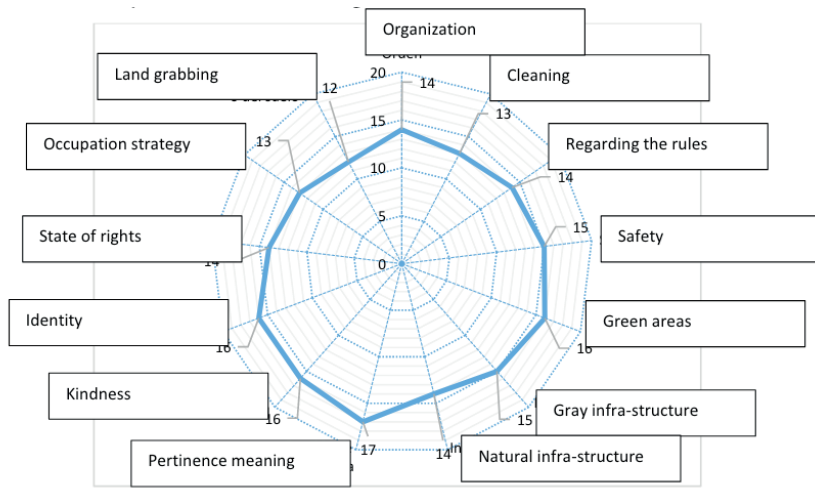 Organization
Land grabbing
Cleaning
20
14
12
13
15
13
Occupation strategy
Regarding the rules
10
14
5
15
State of rights
Safety
14
0
Identity
Green areas
16
16
Kindness
Gray infra-structure
16
15
17
14
Pertinence meaning
Natural infra-structure